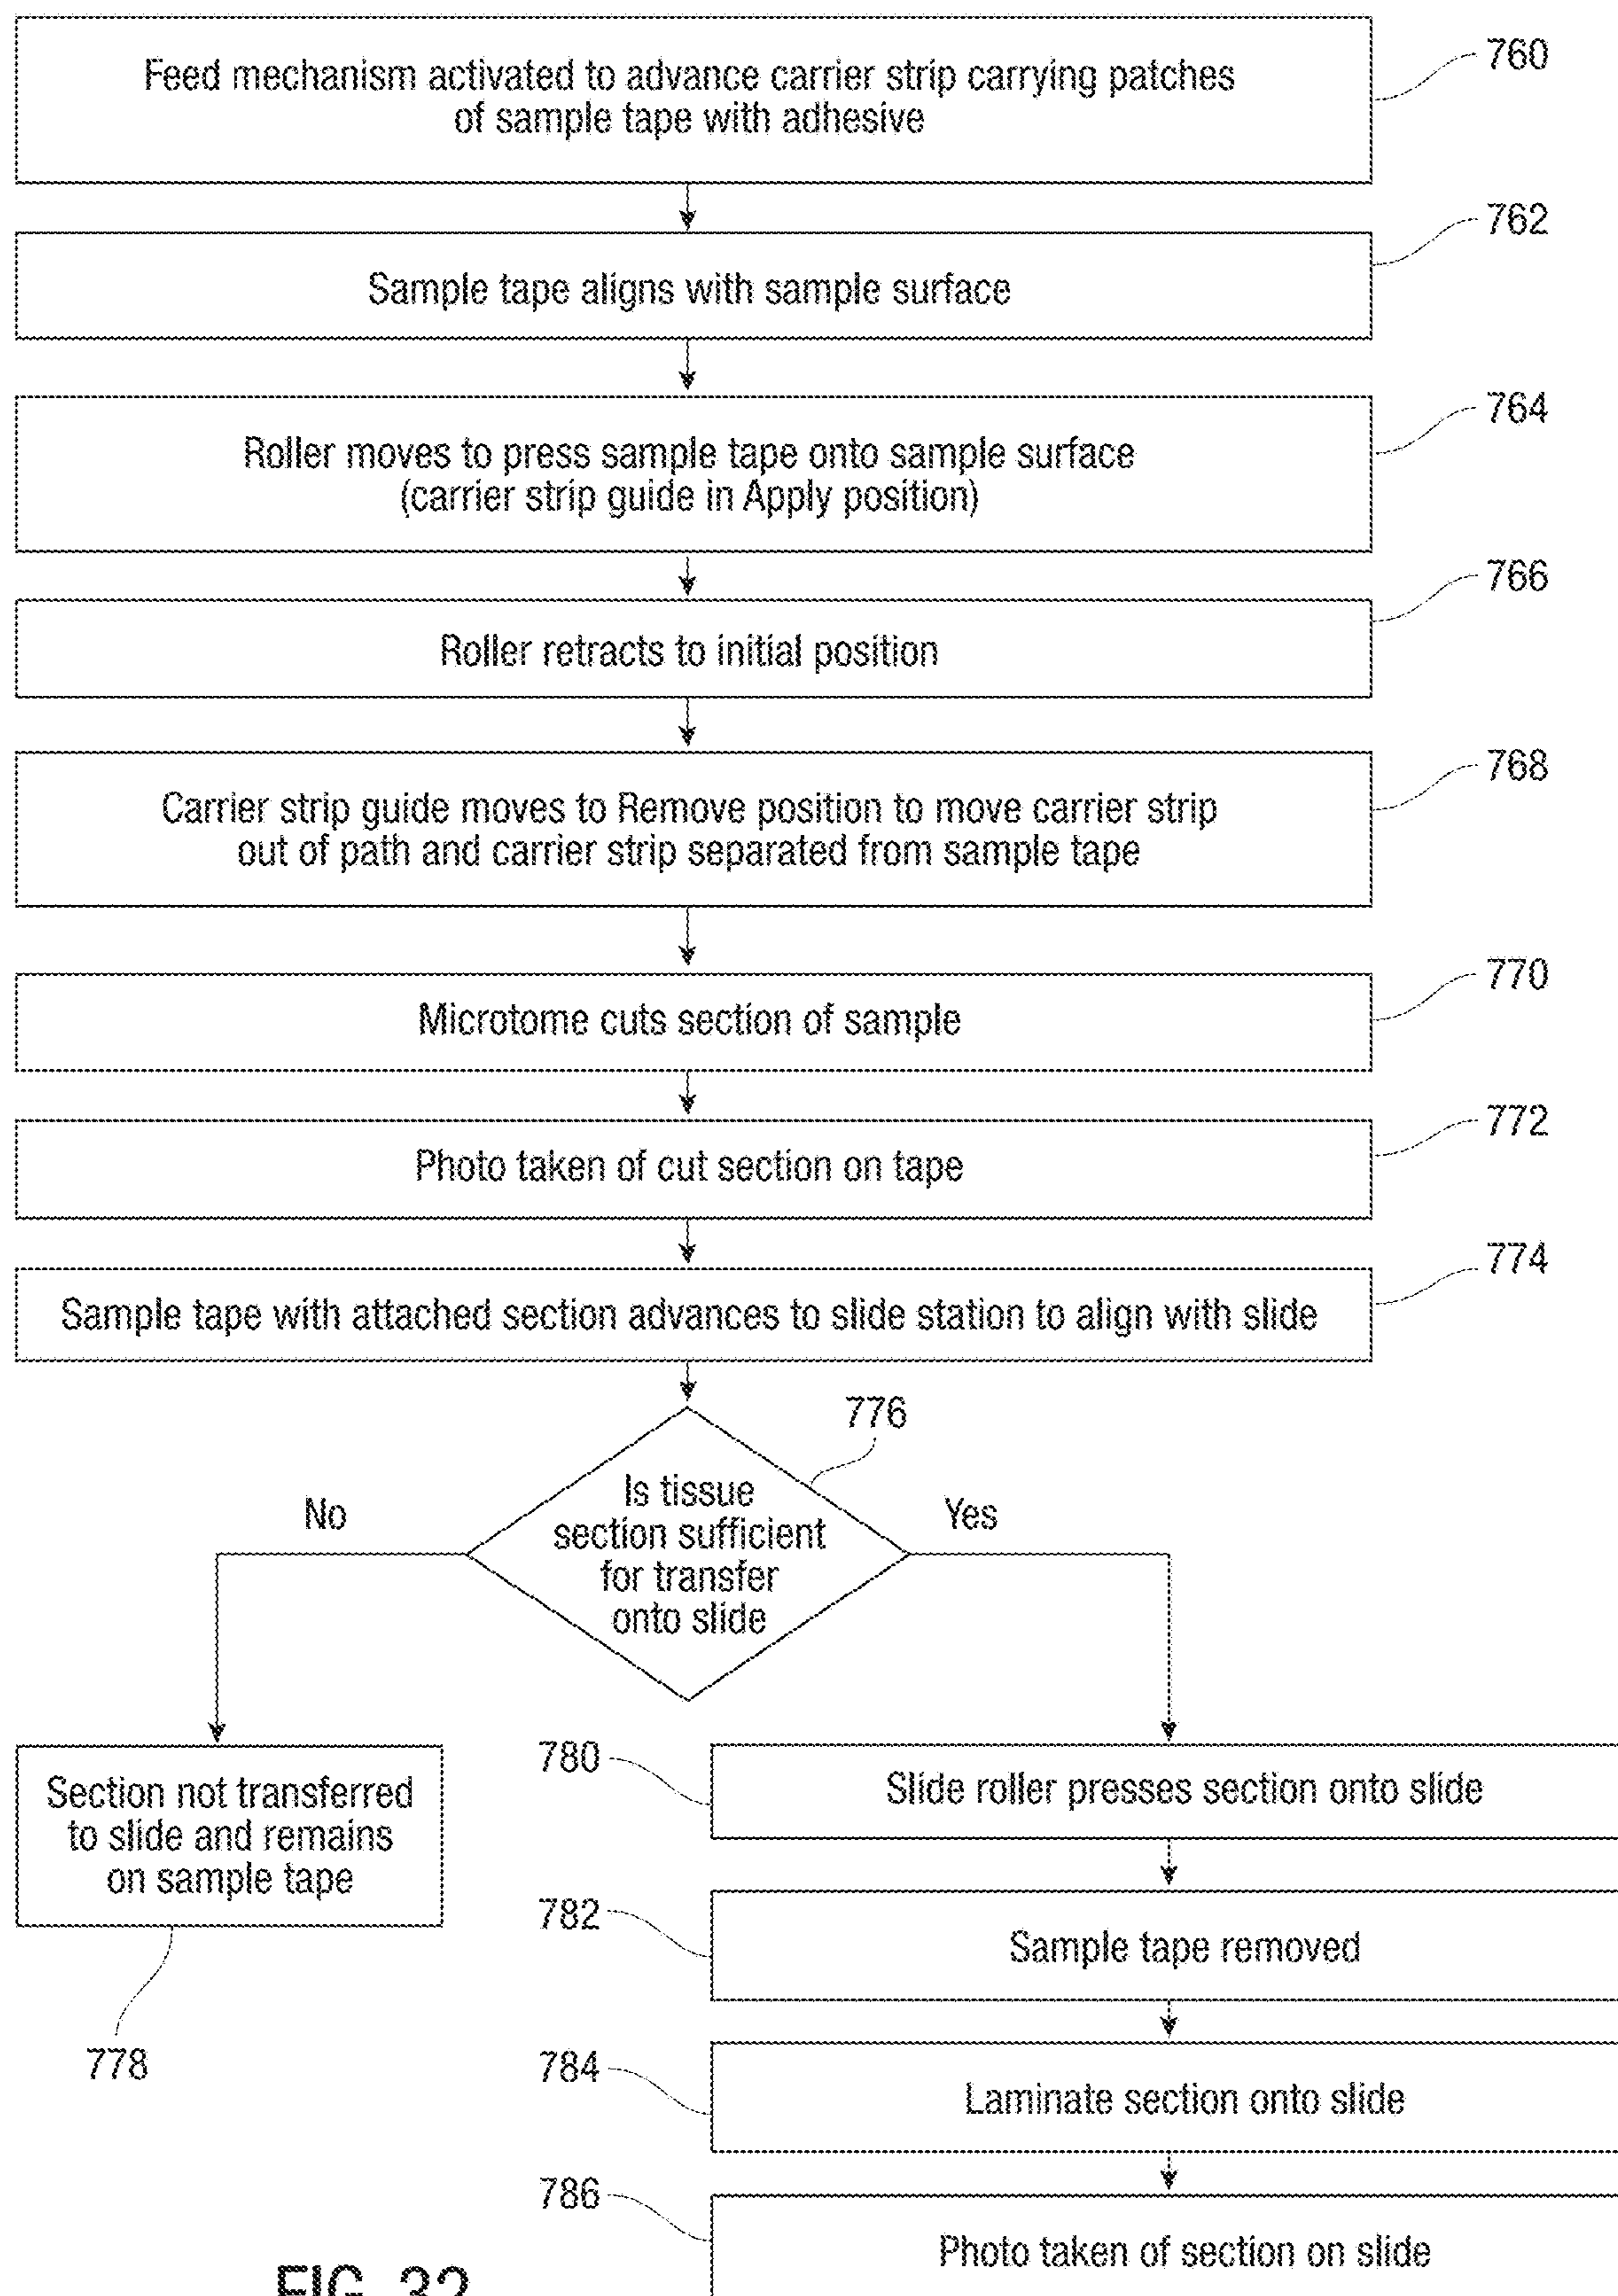 Feed mechanism activated to advance carrier strip carrying patches
of sample tape with adhesive
760
Sample tape aligns with sample surface
762
Roller moves to press sample tape onto sample surface
(carrier strip guide in Apply position)
764
Roller retracts to initial position
766
Carrier strip guide moves to Remove position to move carrier strip
out of path and carrier strip separated from sample tape
768
Microtome cuts section of sample
770
Photo taken of cut section on tape
772
Sample tape with attached section advances to slide station to align with slide
774
776
Is tissue
section sufficient
for transfer
onto slide
No
Yes
Section not transferred
to slide and remains
on sample tape
778
780
Slide roller presses section onto slide
782
Sample tape removed
784
Laminate section onto slide
786
Photo taken of section on slide
FIG. 32